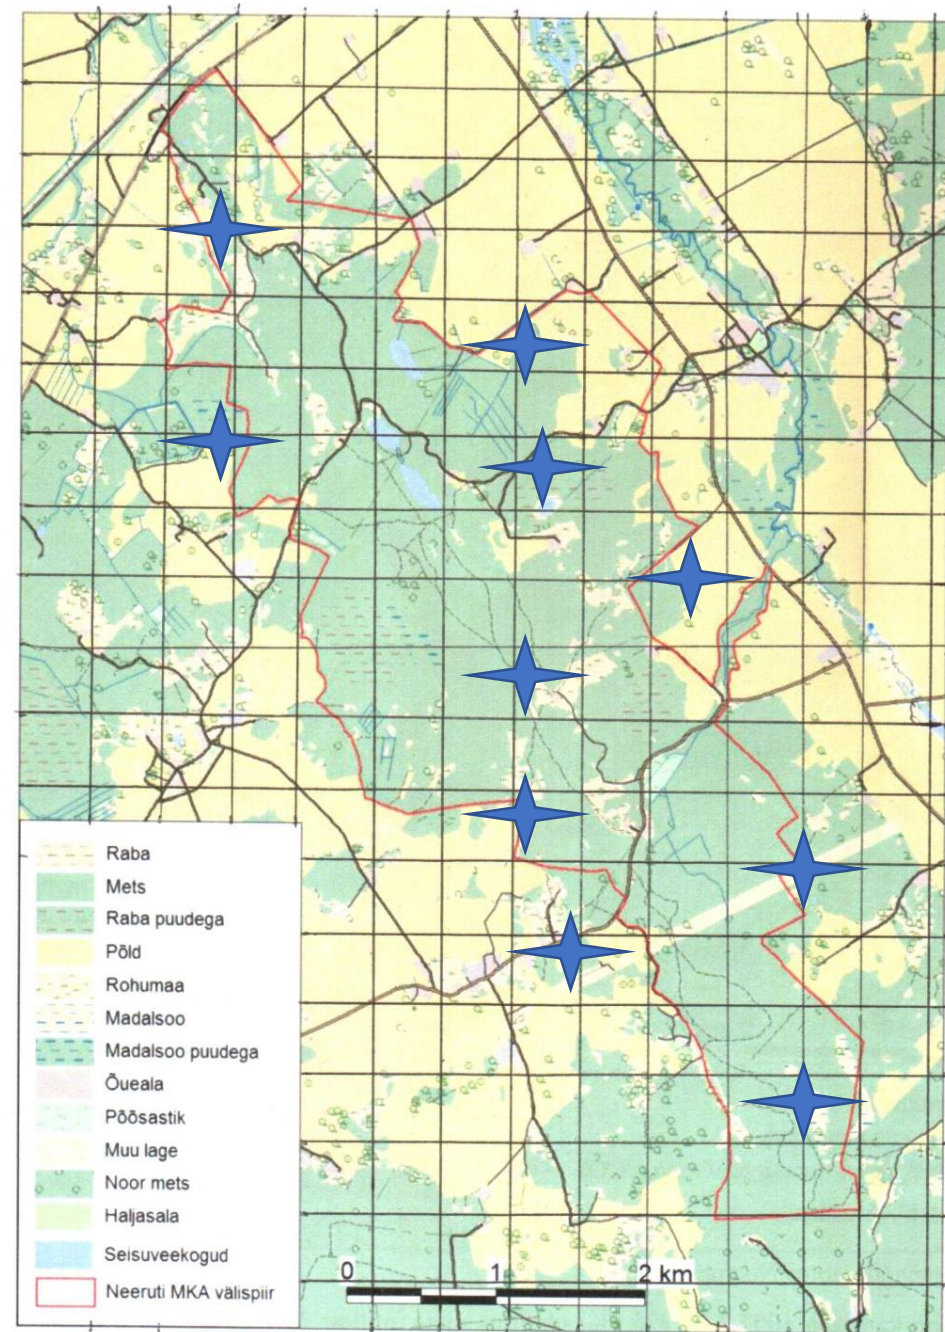 Raba
Mets
Raba puudega
Põld
Rohumaa
Madalsoo
Madalsoo puudega
Õueala
Põõsastik
Muu lage
Noor mets
Haljasala
Seisuveekogud
Neeruti MKA välispiir
0 1 2 km